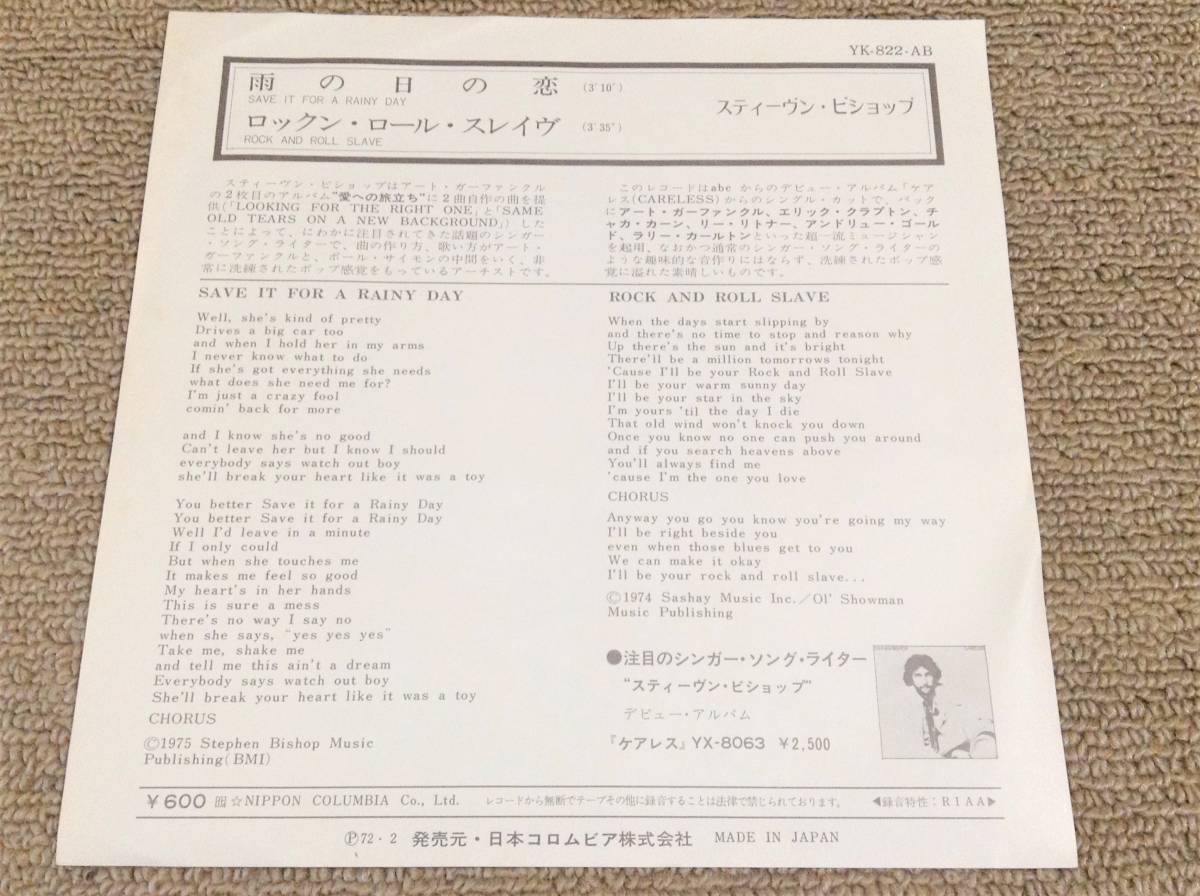 YK-822-AB
雨の日の恋 (3'10")
SAVE IT FOR A RAINY DAY
ロックン・ロール・スレイヴ (3'35")
ROCK AND ROLL SLAVE
スティーヴン・ビショップ
スティーヴン・ビショップはアート・ガーファンクル
の2枚目のアルバム"愛への旅立ち"に2曲自作の曲を提
供(「LOOKING FOR THE RIGHT ONE」と「SAME
OLD TEARS ON A NEW BACKGROUND」)した
ことによって、にわかに注目されてきた話題のシンガー
・ソング・ライターで、曲の作り方、歌い方がアート・
ガーファンクルと、ポール・サイモンの中間をいく、非
常に洗練されたポップ感覚をもっているアーチストです。
このレコードはabcからのデビュー・アルバム「ケア
レス(CARELESS)からのシングル・カットで、バック
にアート・ガーファンクル、エリック・クラプトン、チ
ャカ・カーン、リー・リトナー、アンドリュー・ゴール
ド、ラリー・カールトンといった超一流ミュージシャン
を起用、なおかつ通常のシンガー・ソング・ライターの
ような趣味的な音作りにはならず、洗練されたポップ感
覚に溢れた素晴しいものです。
SAVE IT FOR A RAINY DAY
Well, she's kind of pretty
Drives a big car too
and when I hold her in my arms
I never know what to do
If she's got everything she needs
what does she need me for?
I'm just a crazy fool
comin' back for more
and I know she's no good
Can't leave her but I know I should
everybody says watch out boy
she'll break your heart like it was a toy
You better Save it for a Rainy Day
You better Save it for a Rainy Day
Well I'd leave in a minute
If I only could
But when she touches me
It makes me feel so good
My heart's in her hands
This is sure a mess
There's no way I say no
when she says, "yes yes yes"
Take me, shake me
and tell me this ain't a dream
Everybody says watch out boy
She'll break your heart like it was a toy
CHORUS
©1975 Stephen Bishop Music
Publishing(BMI)
ROCK AND ROLL SLAVE
When the days start slipping by
and there's no time to stop and reason why
Up there's the sun and it's bright
There'll be a million tomorrows tonight
'Cause I'll be your Rock and Roll Slave
I'll be your warm sunny day
I'll be your star in the sky
I'm yours 'til the day I die
That old wind won't knock you down
Once you know no one can push you around
and if you search heavens above
You'll always find me
'cause I'm the one you love
CHORUS
Anyway you go you know you're going my way
I'll be right beside you
even when those blues get to you
We can make it okay
I'll be your rock and roll slave...
©1974 Sashay Music Inc./Ol' Showman
Music Publishing
●注目のシンガー・ソング・ライター
"スティーヴン・ビショップ"
デビュー・アルバム
『ケアレス』YX-8063 ¥2,500
¥600 ☆NIPPON COLUMBIA Co., Ltd. レコードから無断でテープその他に録音することは法律で禁じられております。 ◀録音特性：RIAA▶
Ⓟ72・2 発売元・日本コロムビア株式会社 MADE IN JAPAN